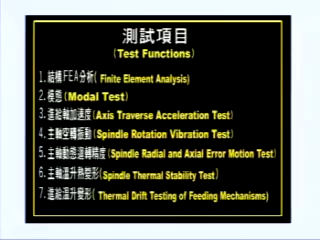 測試項目
(Test Functions)
1.結構FEA分析( Finite Element Analysis)
2.模態(Modal Test)
3.進給軸加速度(Axis Traverse Acceleration Test)
4.主軸空轉振動(Spindle Rotation Vibration Test)
5.主軸動態迴轉精度(Spindle Radial and Axial Error Motion Test)
6.主軸溫升熱變形(Spindle Thermal Stability Test)
7.進給溫升變形( Thermal Drift Testing of Feeding Mechanisms)